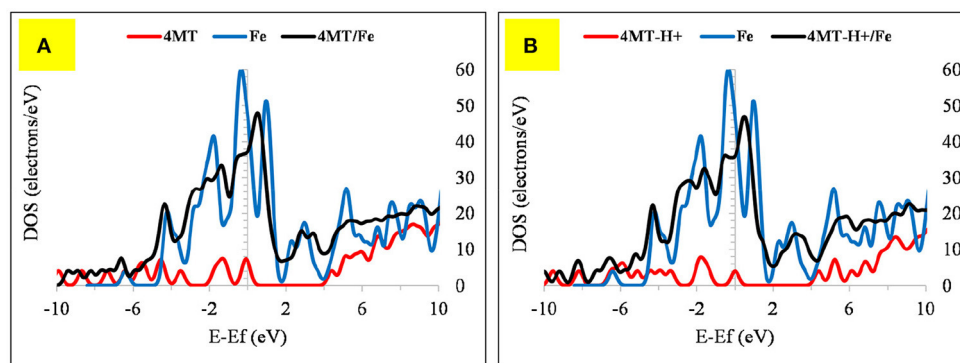 A
4MT Fe 4MT/Fe
60
50
40
30
20
10
0
DOS (electrons/eV)
-10 -6 -2 2 6 10
E-Ef (eV)
B
4MT-H+ Fe 4MT-H+/Fe
60
50
40
30
20
10
0
DOS (electrons/eV)
-10 -6 -2 2 6 10
E-Ef (eV)